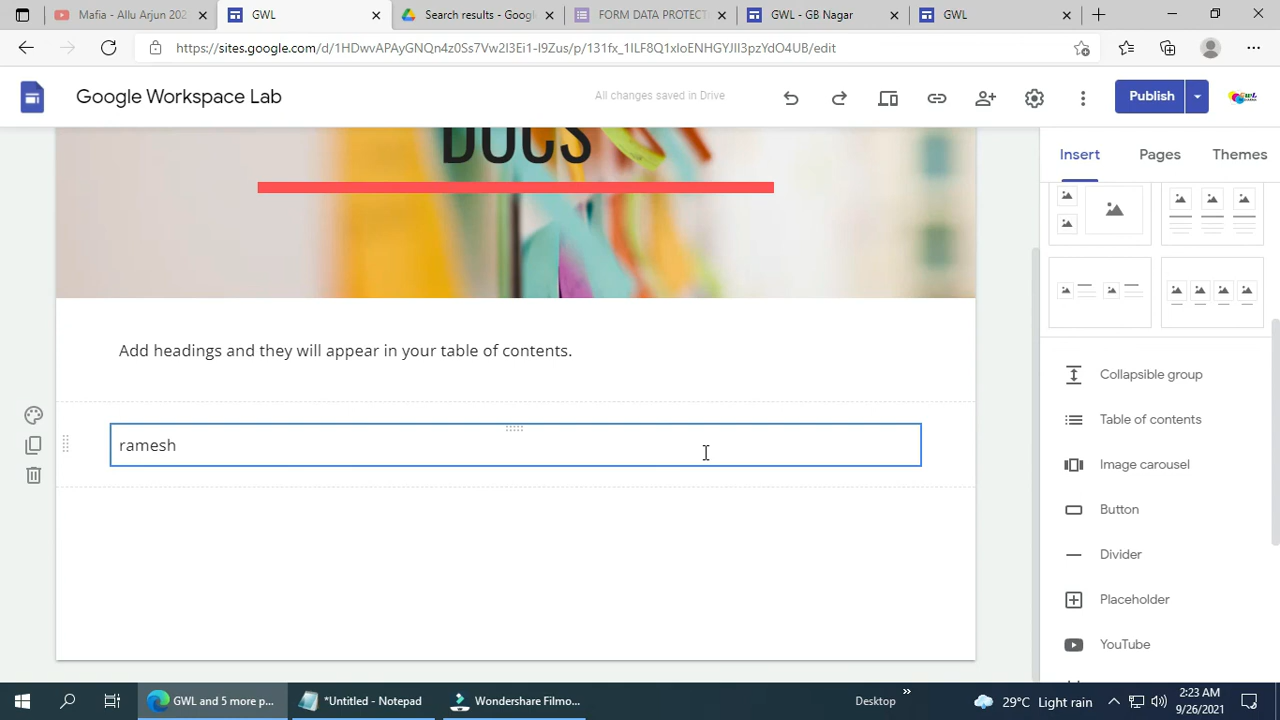 Mafia - Allu Arjun 202
GWL
Search results - Google
FORM DATA PROTECT
GWL - GB Nagar
GWL
https://sites.google.com/d/1HDwvAPAyGNQn4z0Ss7Vw2I3Ei1-I9Zus/p/131fx_1ILF8Q1xIoENHGYJII3pzYdO4UB/edit
Google Workspace Lab
All changes saved in Drive
Publish
DOCS
Insert
Pages
Themes
Add headings and they will appear in your table of contents.
ramesh
Collapsible group
Table of contents
Image carousel
Button
Divider
Placeholder
YouTube
GWL and 5 more p...
*Untitled - Notepad
Wondershare Filmo...
Desktop
29°C Light rain
2:23 AM
9/26/2021